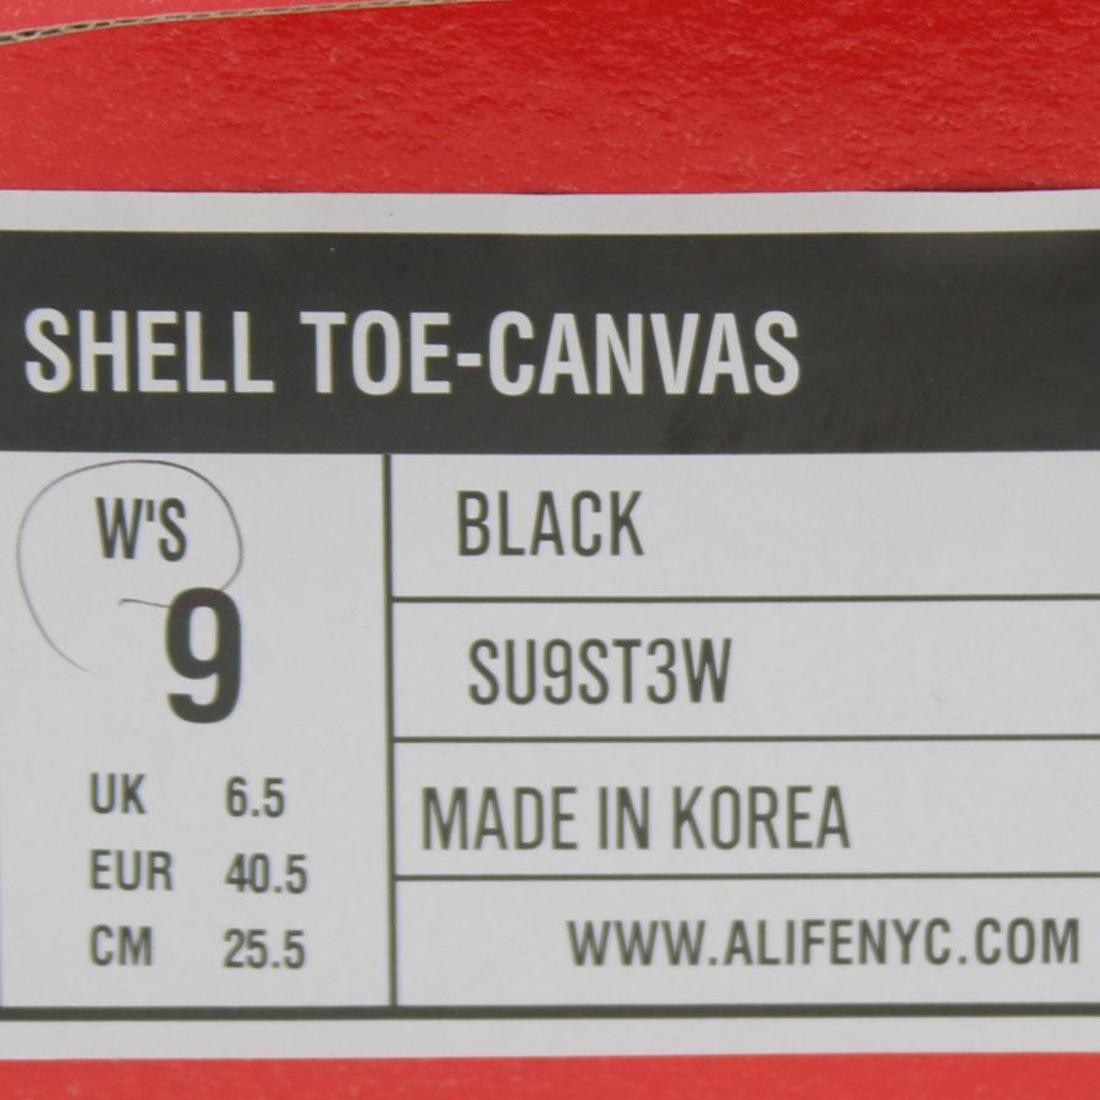 SHELL TOE-CANVAS
W'S
9
UK 6.5
EUR 40.5
CM 25.5
BLACK
SU9ST3W
MADE IN KOREA
WWW.ALIFENYC.COM